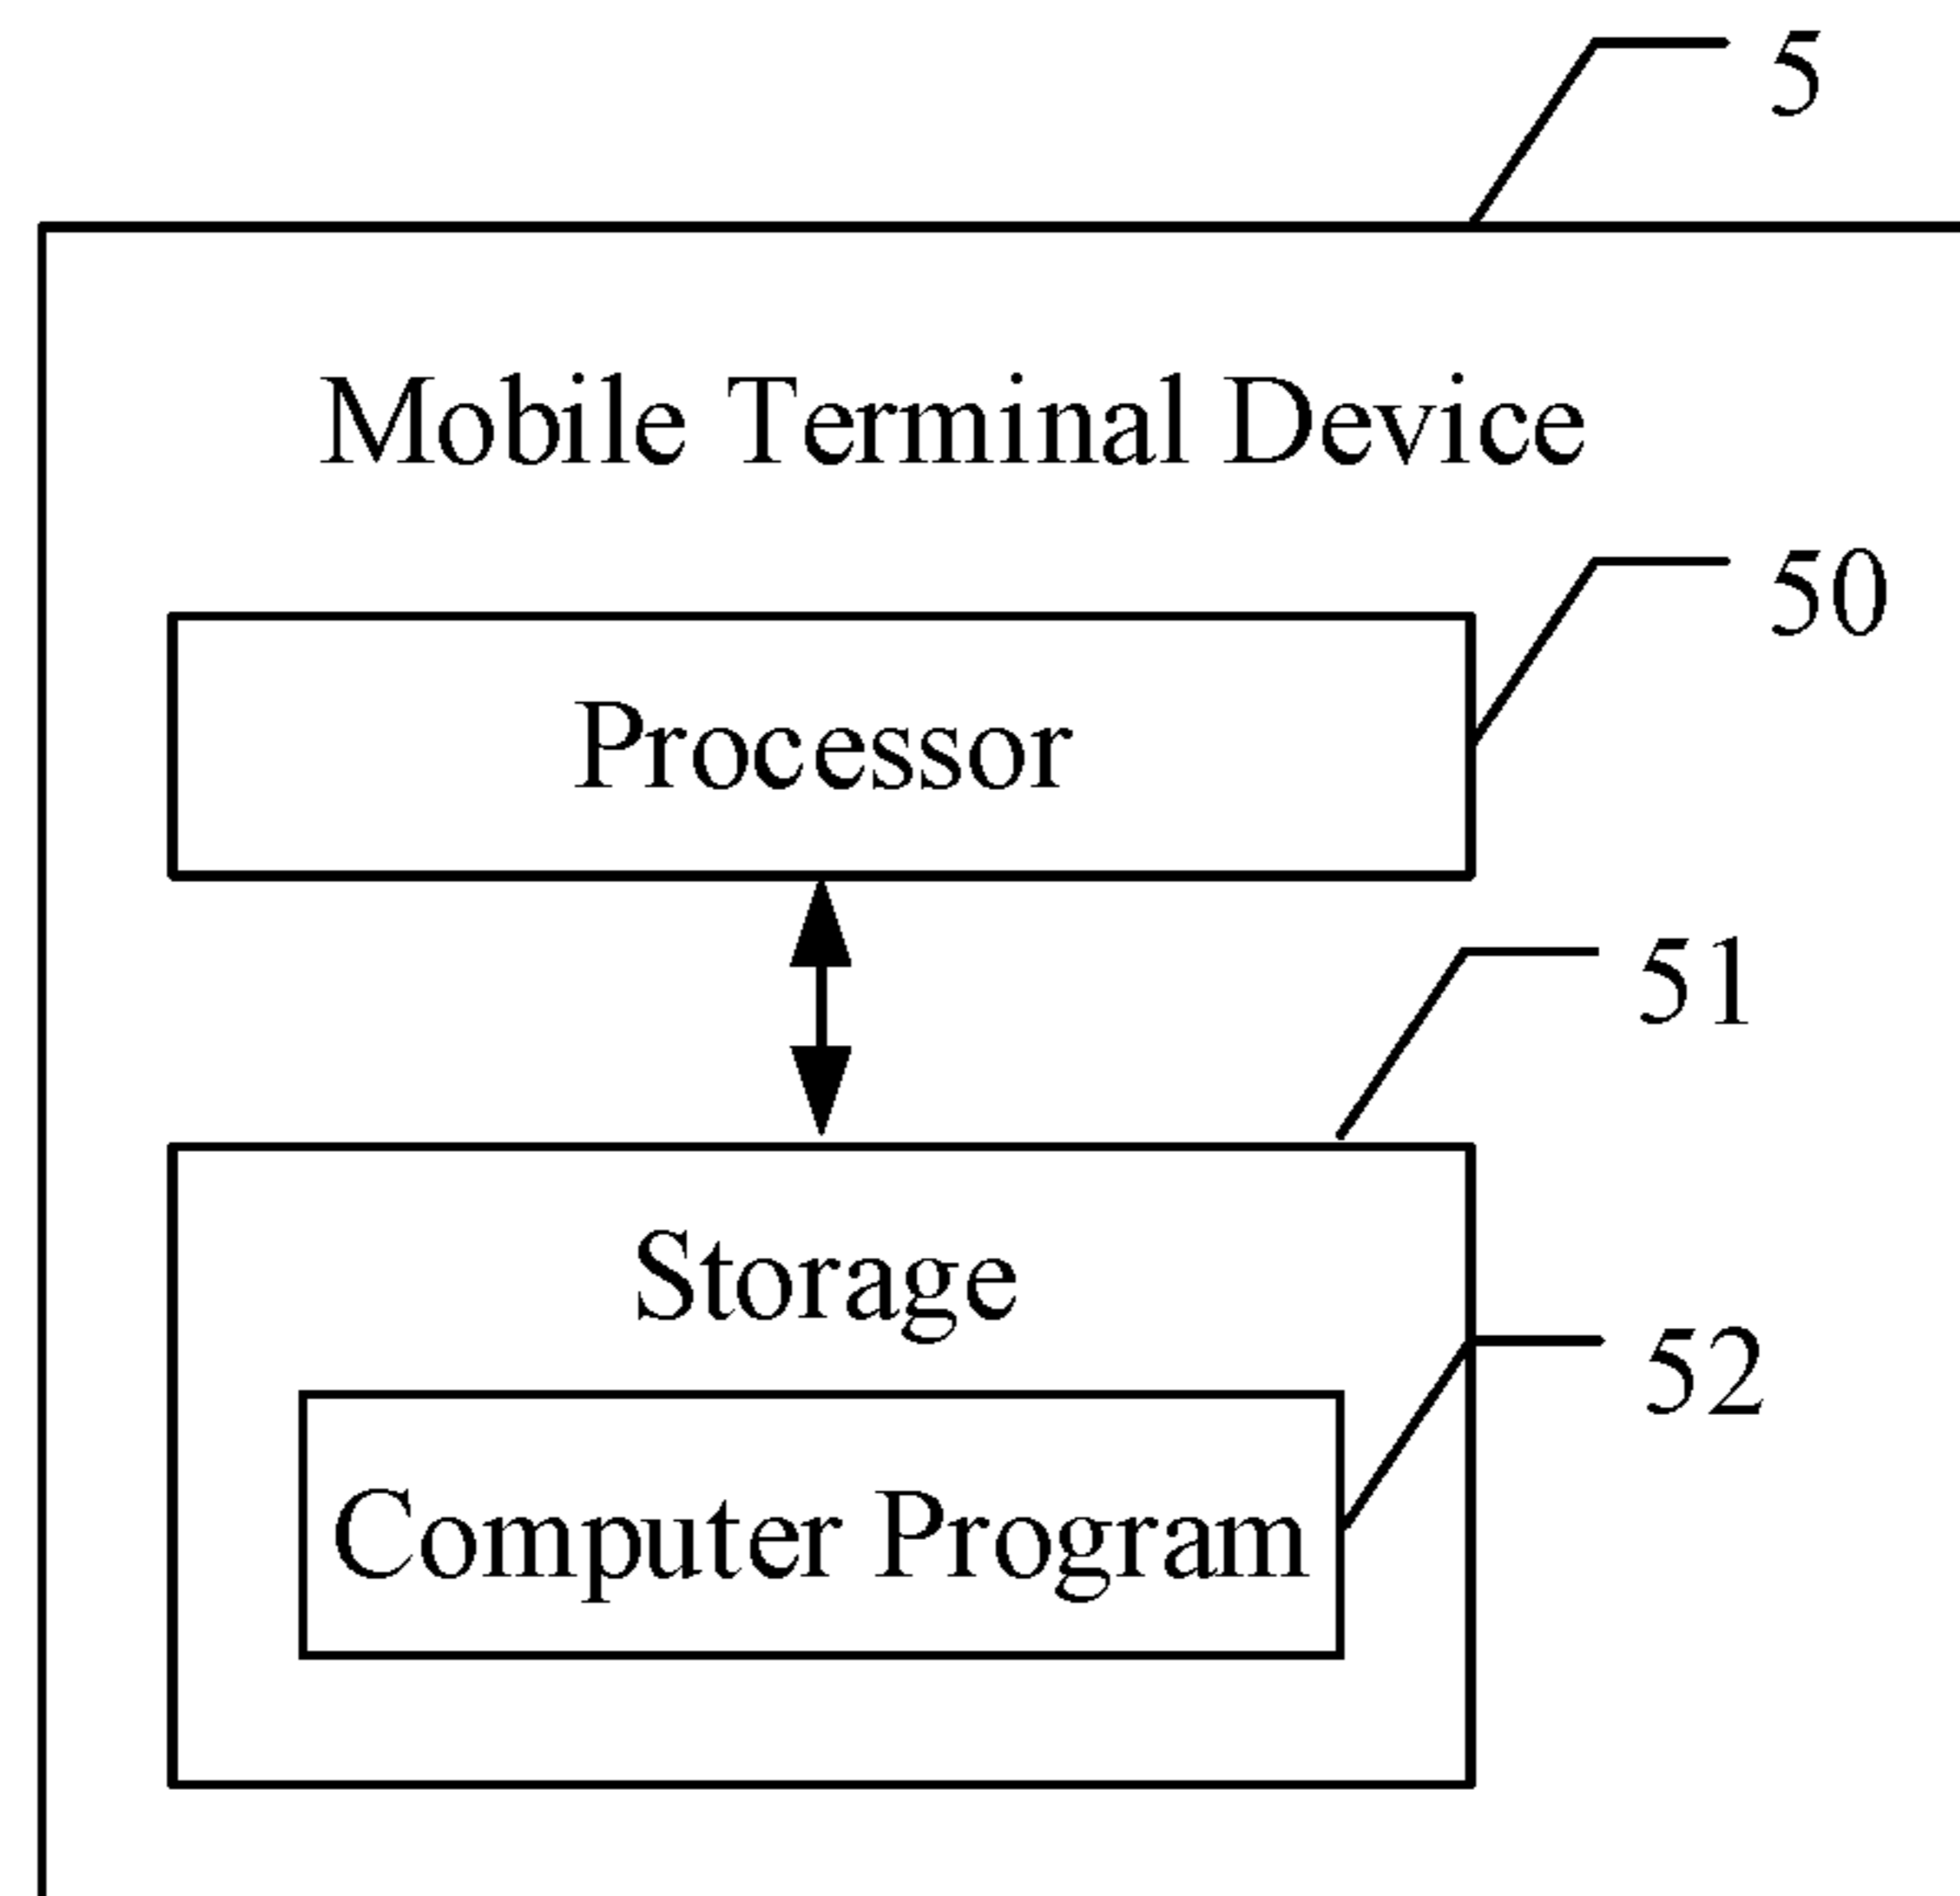 5
Mobile Terminal Device
50
Processor
51
Storage
52
Computer Program